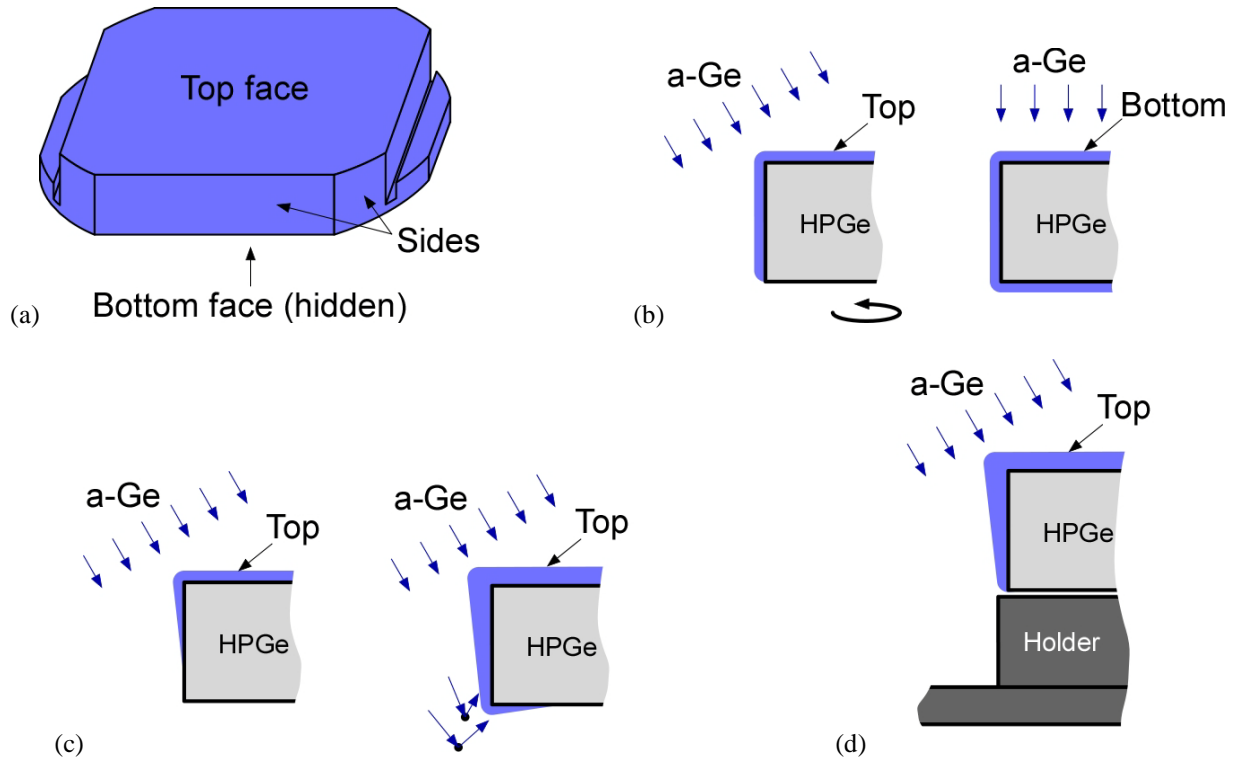 Top face
Sides
Bottom face (hidden)
(a)
a-Ge
Top
HPGe
a-Ge
Bottom
HPGe
(b)
a-Ge
Top
HPGe
a-Ge
Top
HPGe
(c)
a-Ge
Top
HPGe
Holder
(d)